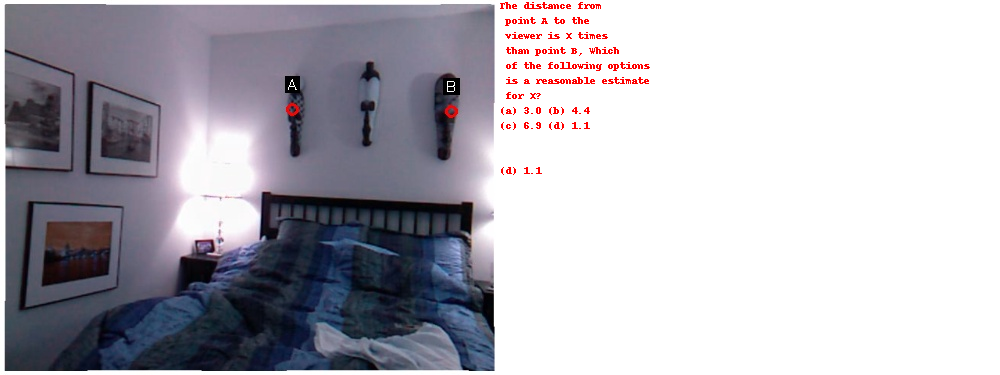 A
B
The distance from
point A to the
viewer is X times
than point B, Which
of the following options
is a reasonable estimate
for X?
(a) 3.0 (b) 4.4
(c) 6.9 (d) 1.1
(d) 1.1